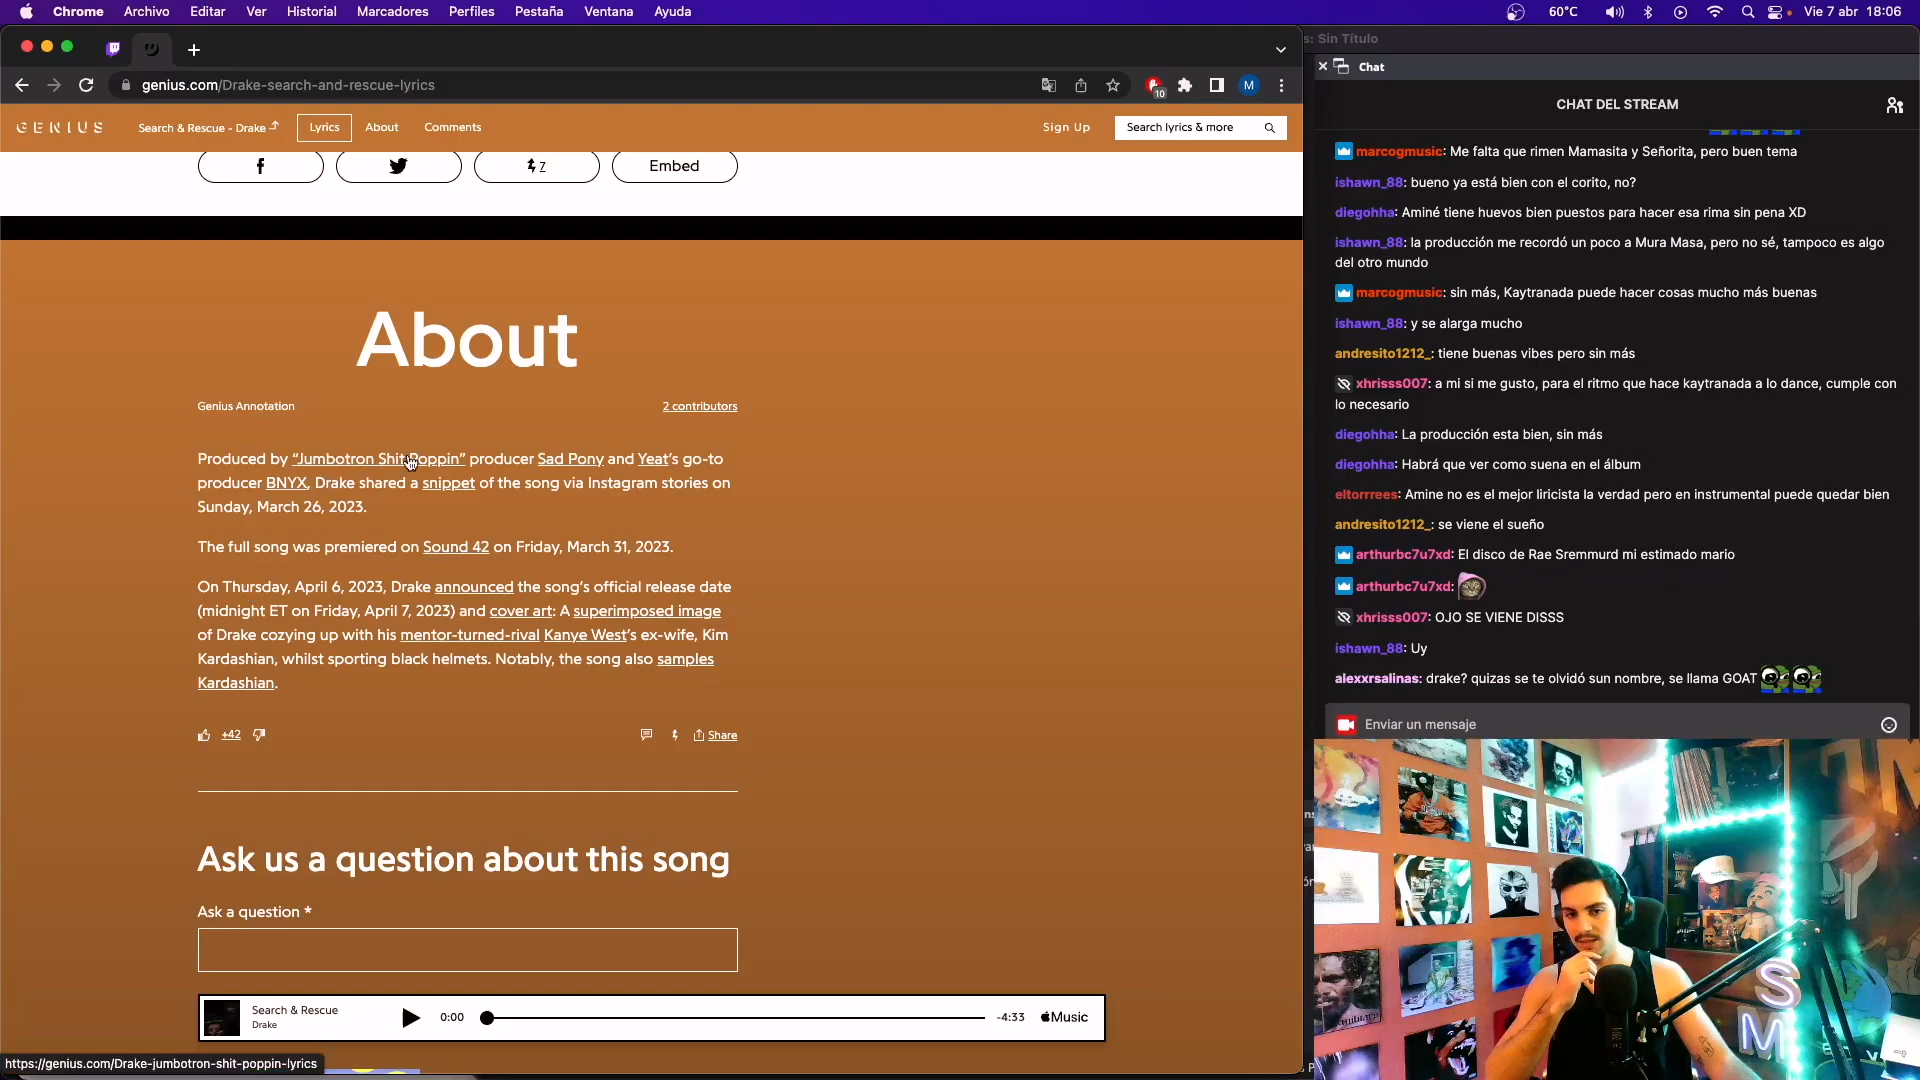 Chrome Archivo Editar Ver Historial Marcadores Perfiles Pestaña Ventana Ayuda
60°C Vie 7 abr 18:06
: Sin Título
genius.com/Drake-search-and-rescue-lyrics
10
M
Chat
GENIUS
Search & Rescue - Drake
Lyrics
About
Comments
Sign Up
Search lyrics & more
7
Embed
About
Genius Annotation
2 contributors
Produced by “Jumbotron Shit Poppin” producer Sad Pony and Yeat’s go-to
producer BNYX, Drake shared a snippet of the song via Instagram stories on
Sunday, March 26, 2023.
The full song was premiered on Sound 42 on Friday, March 31, 2023.
On Thursday, April 6, 2023, Drake announced the song’s official release date
(midnight ET on Friday, April 7, 2023) and cover art: A superimposed image
of Drake cozying up with his mentor-turned-rival Kanye West’s ex-wife, Kim
Kardashian, whilst sporting black helmets. Notably, the song also samples
Kardashian.
+42
Share
Ask us a question about this song
Ask a question *
Search & Rescue
Drake
0:00
-4:33
Music
https://genius.com/Drake-jumbotron-shit-poppin-lyrics
CHAT DEL STREAM
marcogmusic: Me falta que rimen Mamasita y Señorita, pero buen tema
ishawn_88: bueno ya está bien con el corito, no?
diegohha: Aminé tiene huevos bien puestos para hacer esa rima sin pena XD
ishawn_88: la producción me recordó un poco a Mura Masa, pero no sé, tampoco es algo
del otro mundo
marcogmusic: sin más, Kaytranada puede hacer cosas mucho más buenas
ishawn_88: y se alarga mucho
andresito1212_: tiene buenas vibes pero sin más
xhrisss007: a mi si me gusto, para el ritmo que hace kaytranada a lo dance, cumple con
lo necesario
diegohha: La producción esta bien, sin más
diegohha: Habrá que ver como suena en el álbum
eltorrrees: Amine no es el mejor liricista la verdad pero en instrumental puede quedar bien
andresito1212_: se viene el sueño
arthurbc7u7xd: El disco de Rae Sremmurd mi estimado mario
arthurbc7u7xd:
xhrisss007: OJO SE VIENE DISSS
ishawn_88: Uy
alexxrsalinas: drake? quizas se te olvidó sun nombre, se llama GOAT
Enviar un mensaje
S
M